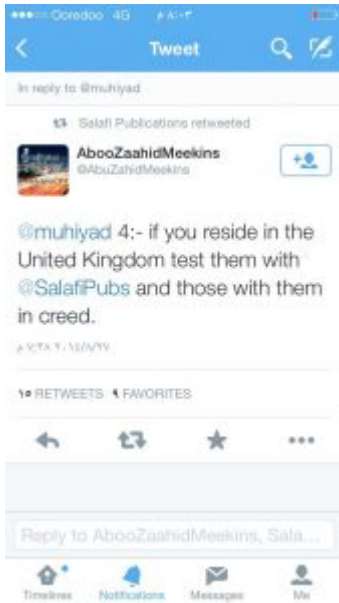 Ooredoo 4G
Tweet
In reply to @muhiyad
Salafi Publications retweeted
AbooZaahidMeekins
@AbuZahidMeekins
@muhiyad 4:- if you reside in the
United Kingdom test them with
@SalafiPubs and those with them
in creed.
١٥ RETWEETS ٩ FAVORITES
Reply to AbooZaahidMeekins, Sala...
Timelines Notifications Messages Me